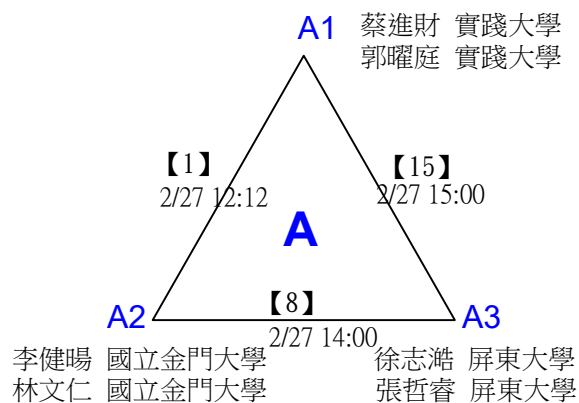 A1 蔡進財 實踐大學
郭曜庭 實踐大學
【1】
2/27 12:12
【15】
2/27 15:00
A
A2
【8】
A3
2/27 14:00
李健暘 國立金門大學
林文仁 國立金門大學
徐志澔 屏東大學
張哲睿 屏東大學